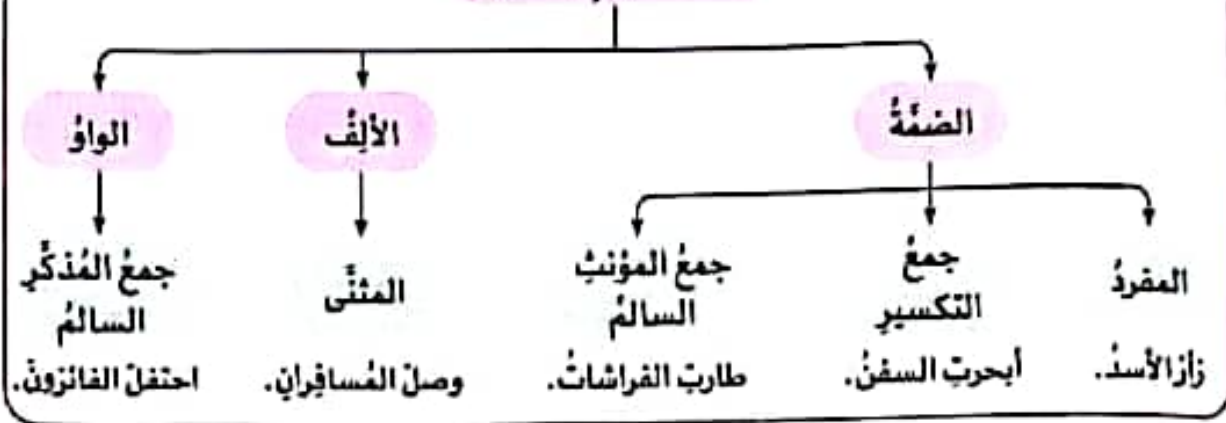 الضمَّةُ
الألِفُ
الواوُ
المفردُ
جمعُ
التكسيرِ
جمعُ المؤنثِ
السالمُ
المثنَّى
جمعُ المُذكَّرِ
السالمُ
زأرَ الأسدُ.
أبحرتِ السفنُ.
طارتِ الفراشاتُ.
وصلَ المُسافِرانِ.
احتفلَ الفائزونَ.